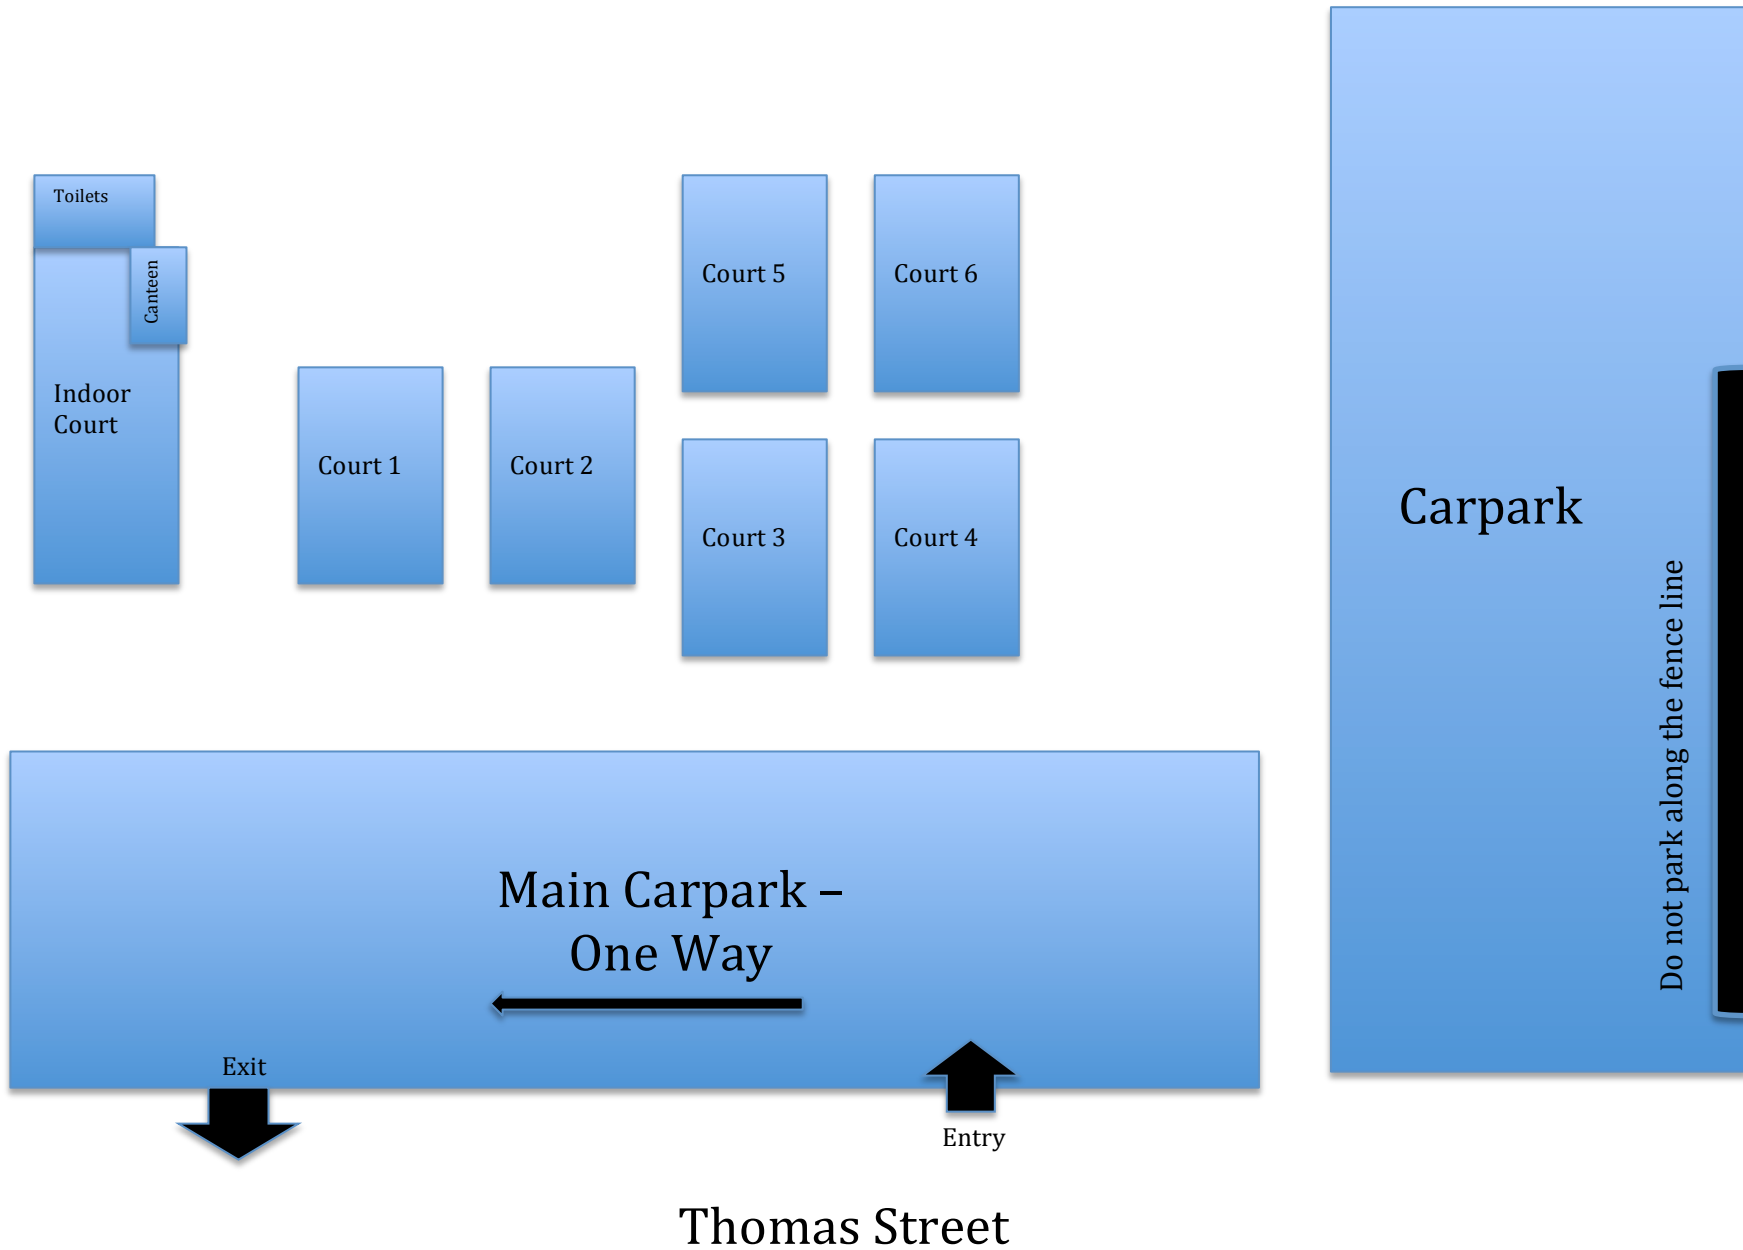 Toilets
Canteen
Indoor
Court
Court 1
Court 2
Court 5
Court 6
Court 3
Court 4
Carpark
Do not park along the fence line
Main Carpark –
One Way
Exit
Entry
Thomas Street